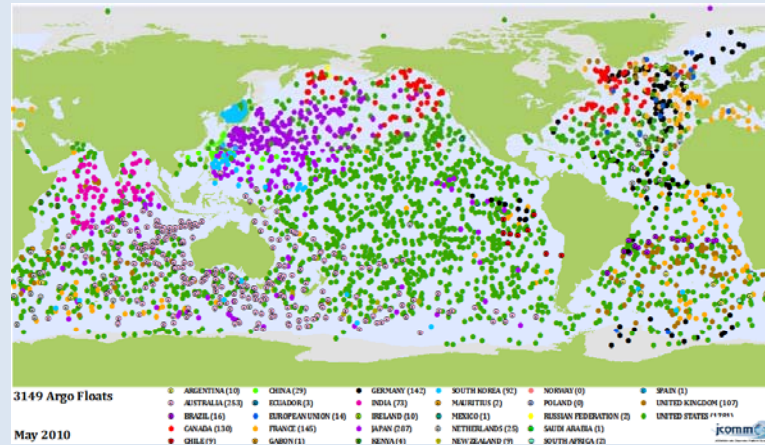 3149 Argo Floats
May 2010
ARGENTINA (10)
AUSTRALIA (253)
BRAZIL (16)
CANADA (130)
CHILE (9)
CHINA (29)
ECUADOR (3)
EUROPEAN UNION (14)
FRANCE (145)
GABON (1)
GERMANY (142)
INDIA (73)
IRELAND (10)
JAPAN (287)
KENYA (4)
SOUTH KOREA (92)
MAURITIUS (2)
MEXICO (1)
NETHERLANDS (25)
NEW ZEALAND (9)
NORWAY (0)
POLAND (0)
RUSSIAN FEDERATION (2)
SAUDI ARABIA (1)
SOUTH AFRICA (2)
SPAIN (1)
UNITED KINGDOM (107)
UNITED STATES
jcomm